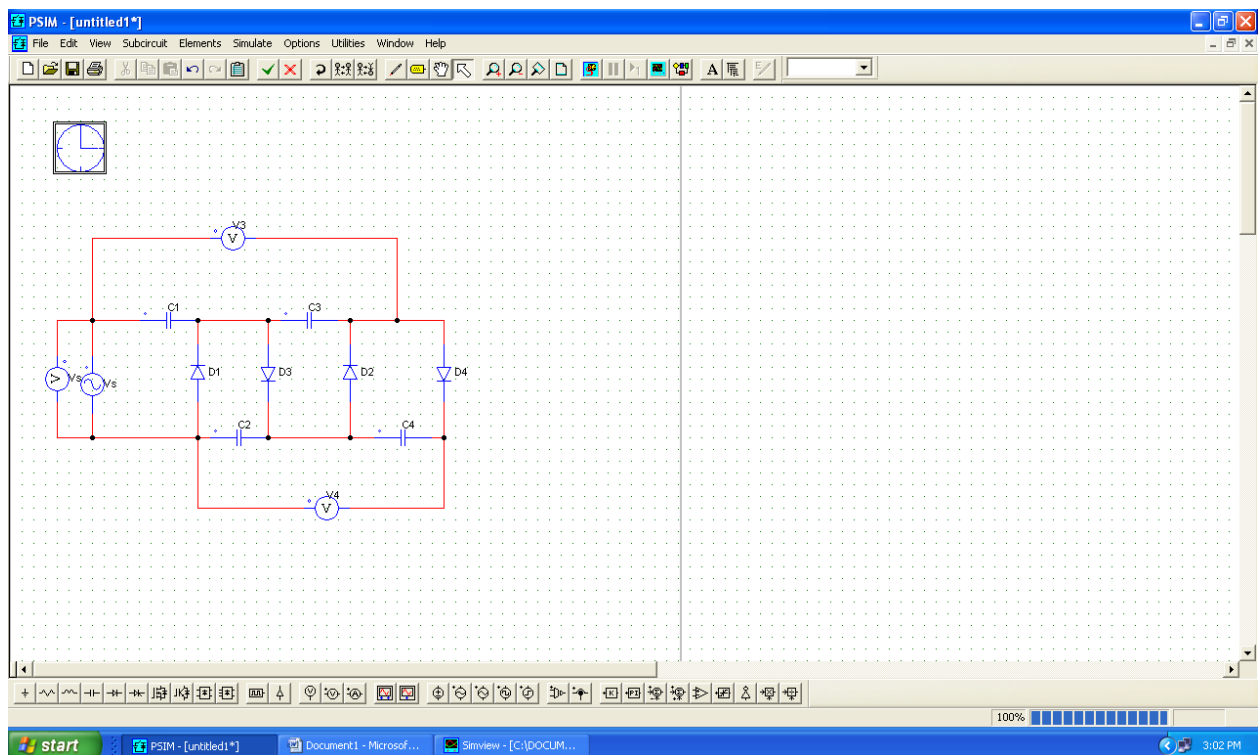 PSIM - [untitled1*]
File Edit View Subcircuit Elements Simulate Options Utilities Window Help
V3
C1 C3
D1 D3 D2 D4
Vs Vs
C2 C4
V4
100%
start PSIM - [untitled1*] Document1 - Microsof... Simview - [C:\DOCUM... 3:02 PM